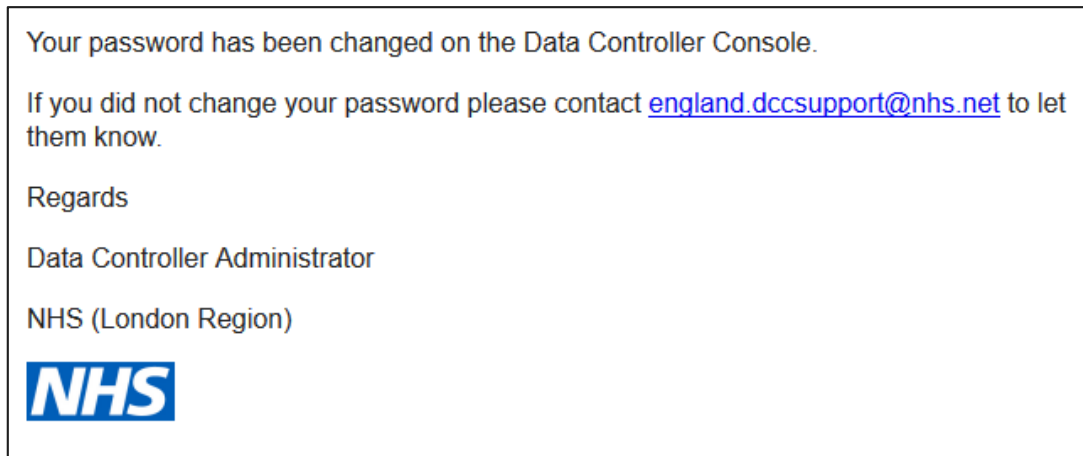 Your password has been changed on the Data Controller Console.
If you did not change your password please contact england.dccsupport@nhs.net to let
them know.
Regards
Data Controller Administrator
NHS (London Region)
NHS